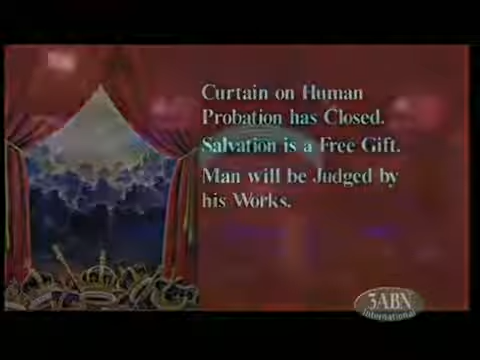 Curtain on Human
Probation has Closed.
Salvation is a Free Gift.
Man will be Judged by
his Works.
3ABN
International